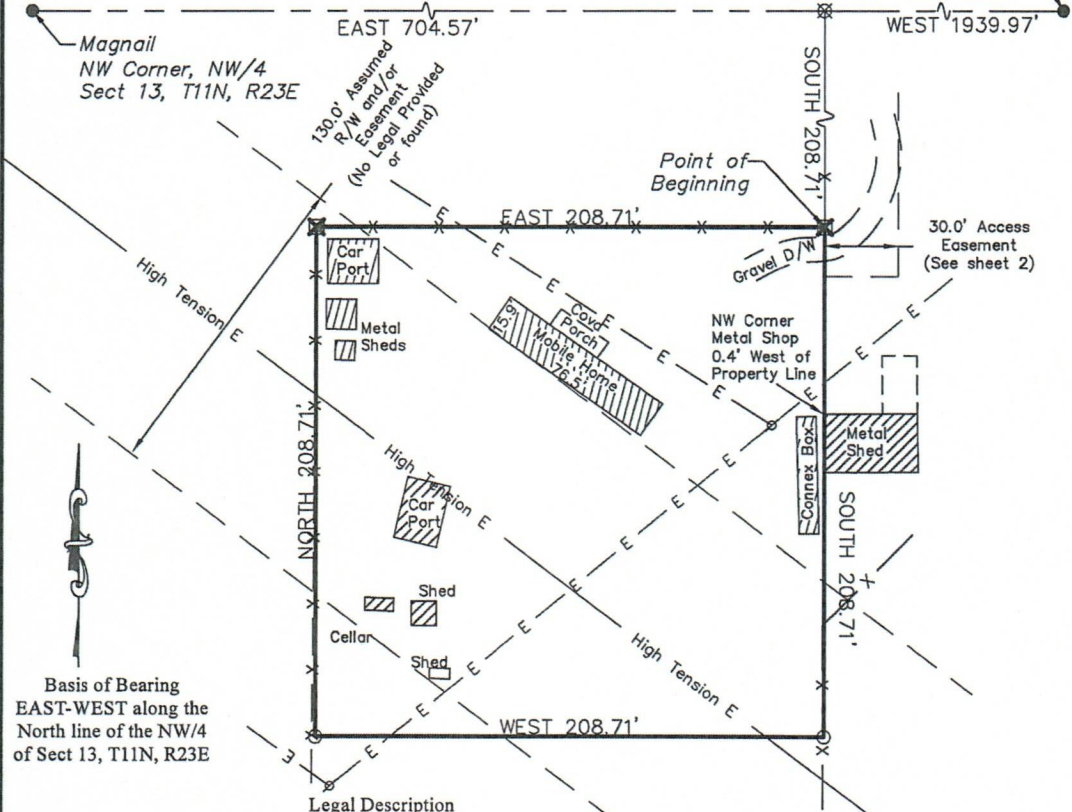 EAST 704.57'
WEST 1939.97'
Magnail
NW Corner, NW/4
Sect 13, T11N, R23E
130.0' Assumed
R/W and/or
Easement
(No Legal Provided
or found)
SOUTH 208.71'
Point of
Beginning
EAST 208.71'
30.0' Access
Easement
(See sheet 2)
Gravel D/W
Car
Port
Metal
Sheds
High Tension E
Covd
Porch
15.9'
Mobile Home
76.5'
NW Corner
Metal Shop
0.4' West of
Property Line
E
E
E
E
E
E
E
E
E
Metal
Shed
Connex Box
NORTH 208.71'
High Tension E
Car
Port
SOUTH 208.71'
E
E
E
E
E
E
E
E
E
Shed
Cellar
Shed
High Tension E
WEST 208.71'
Basis of Bearing
EAST-WEST along the
North line of the NW/4
of Sect 13, T11N, R23E
Legal Description